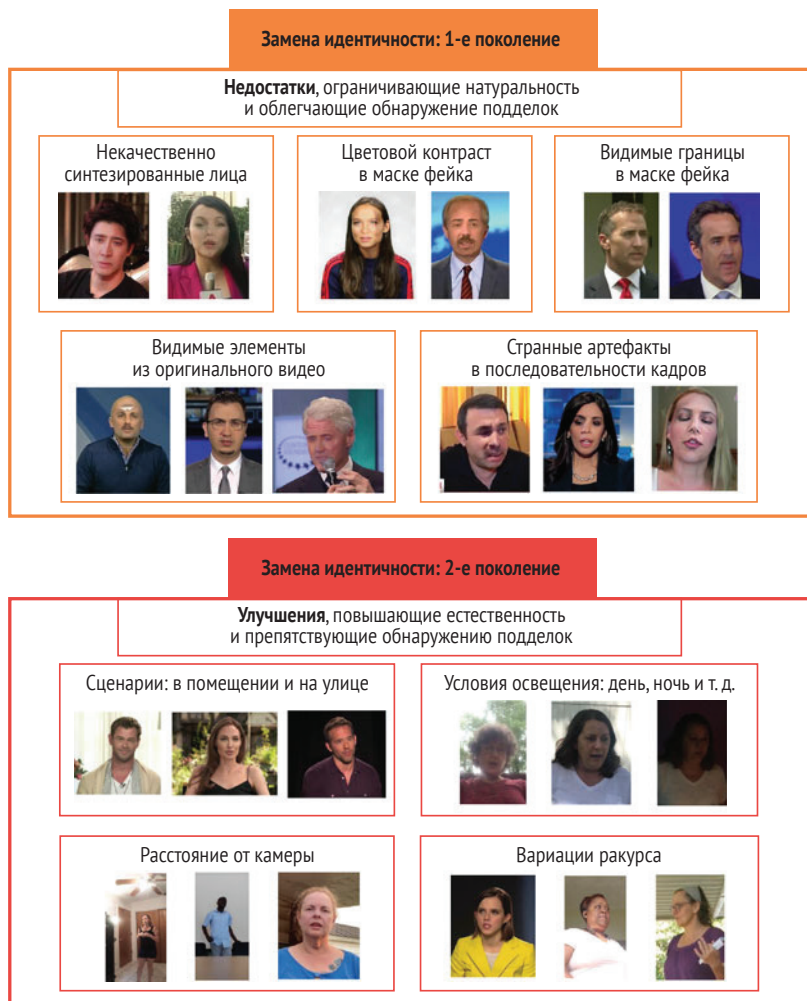 Замена идентичности: 1-е поколение
Недостатки, ограничивающие натуральность
и облегчающие обнаружение подделок
Некачественно
синтезированные лица
Цветовой контраст
в маске фейка
Видимые границы
в маске фейка
Видимые элементы
из оригинального видео
Странные артефакты
в последовательности кадров
Замена идентичности: 2-е поколение
Улучшения, повышающие естественность
и препятствующие обнаружению подделок
Сценарии: в помещении и на улице
Условия освещения: день, ночь и т. д.
Расстояние от камеры
Вариации ракурса